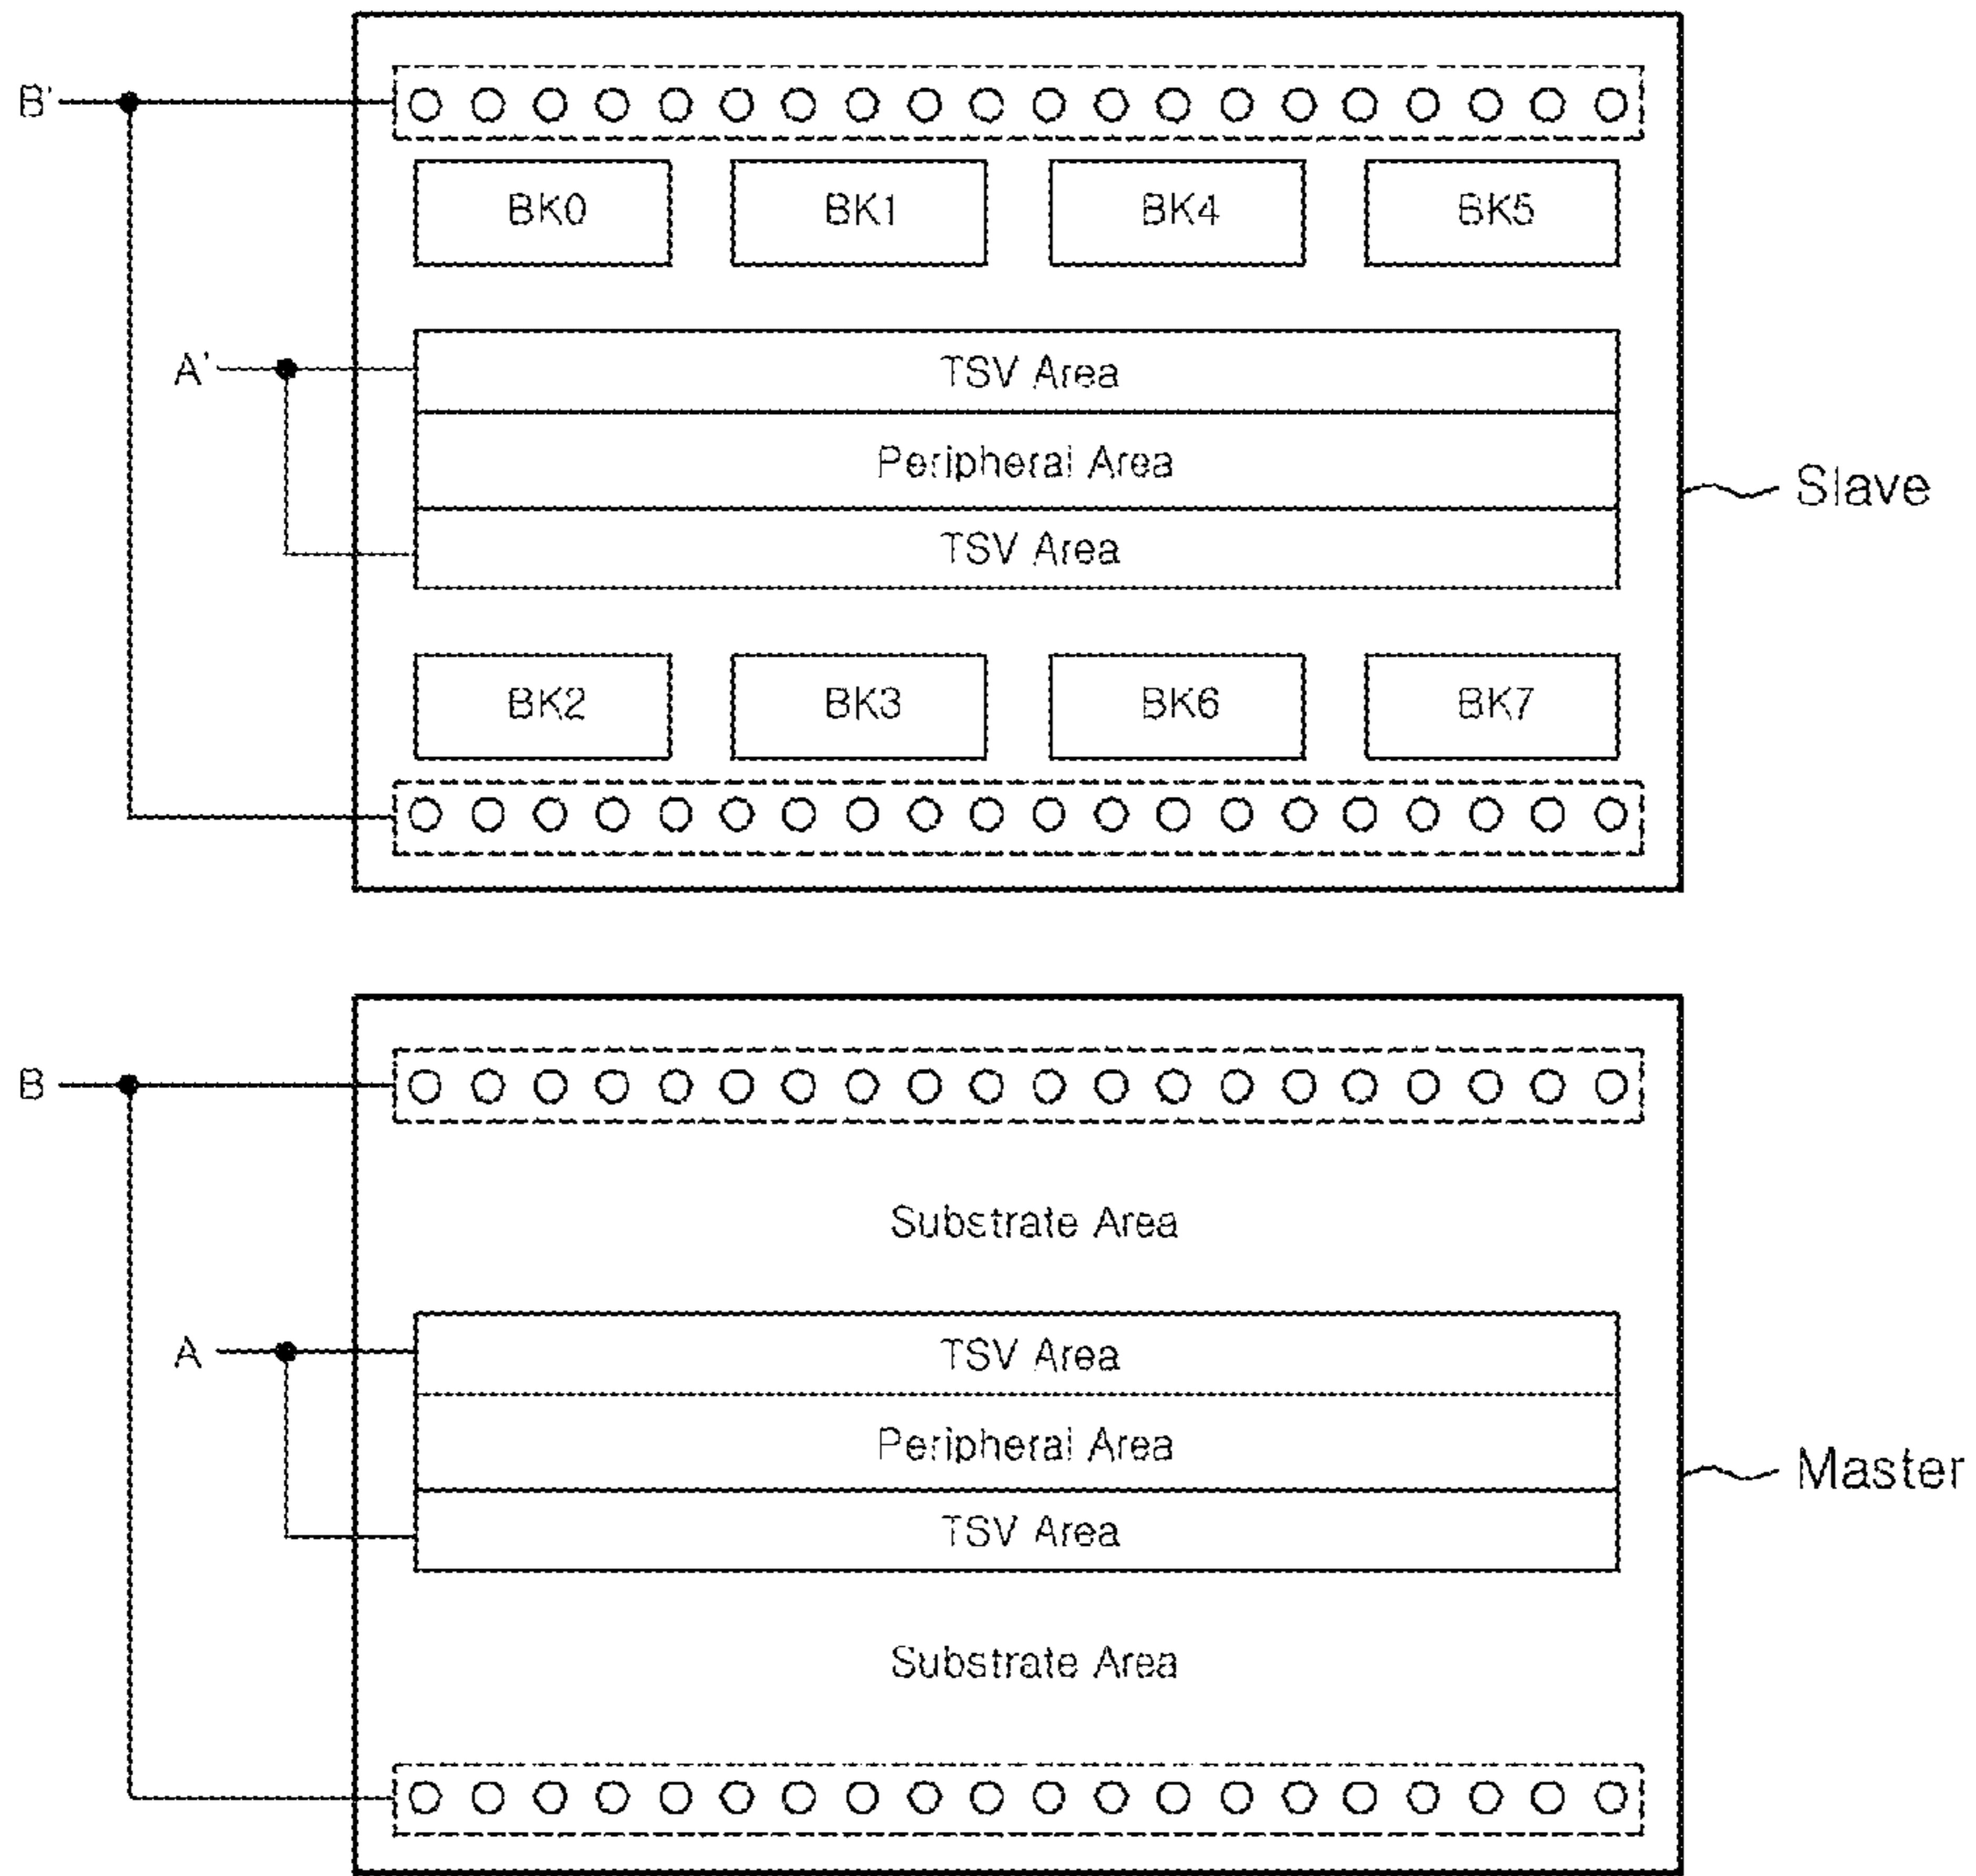 B'
BK0 BK1 BK4 BK5
A'
TSV Area
Peripheral Area
Slave
TSV Area
BK2 BK3 BK6 BK7
B
Substrate Area
A
TSV Area
Peripheral Area
Master
TSV Area
Substrate Area